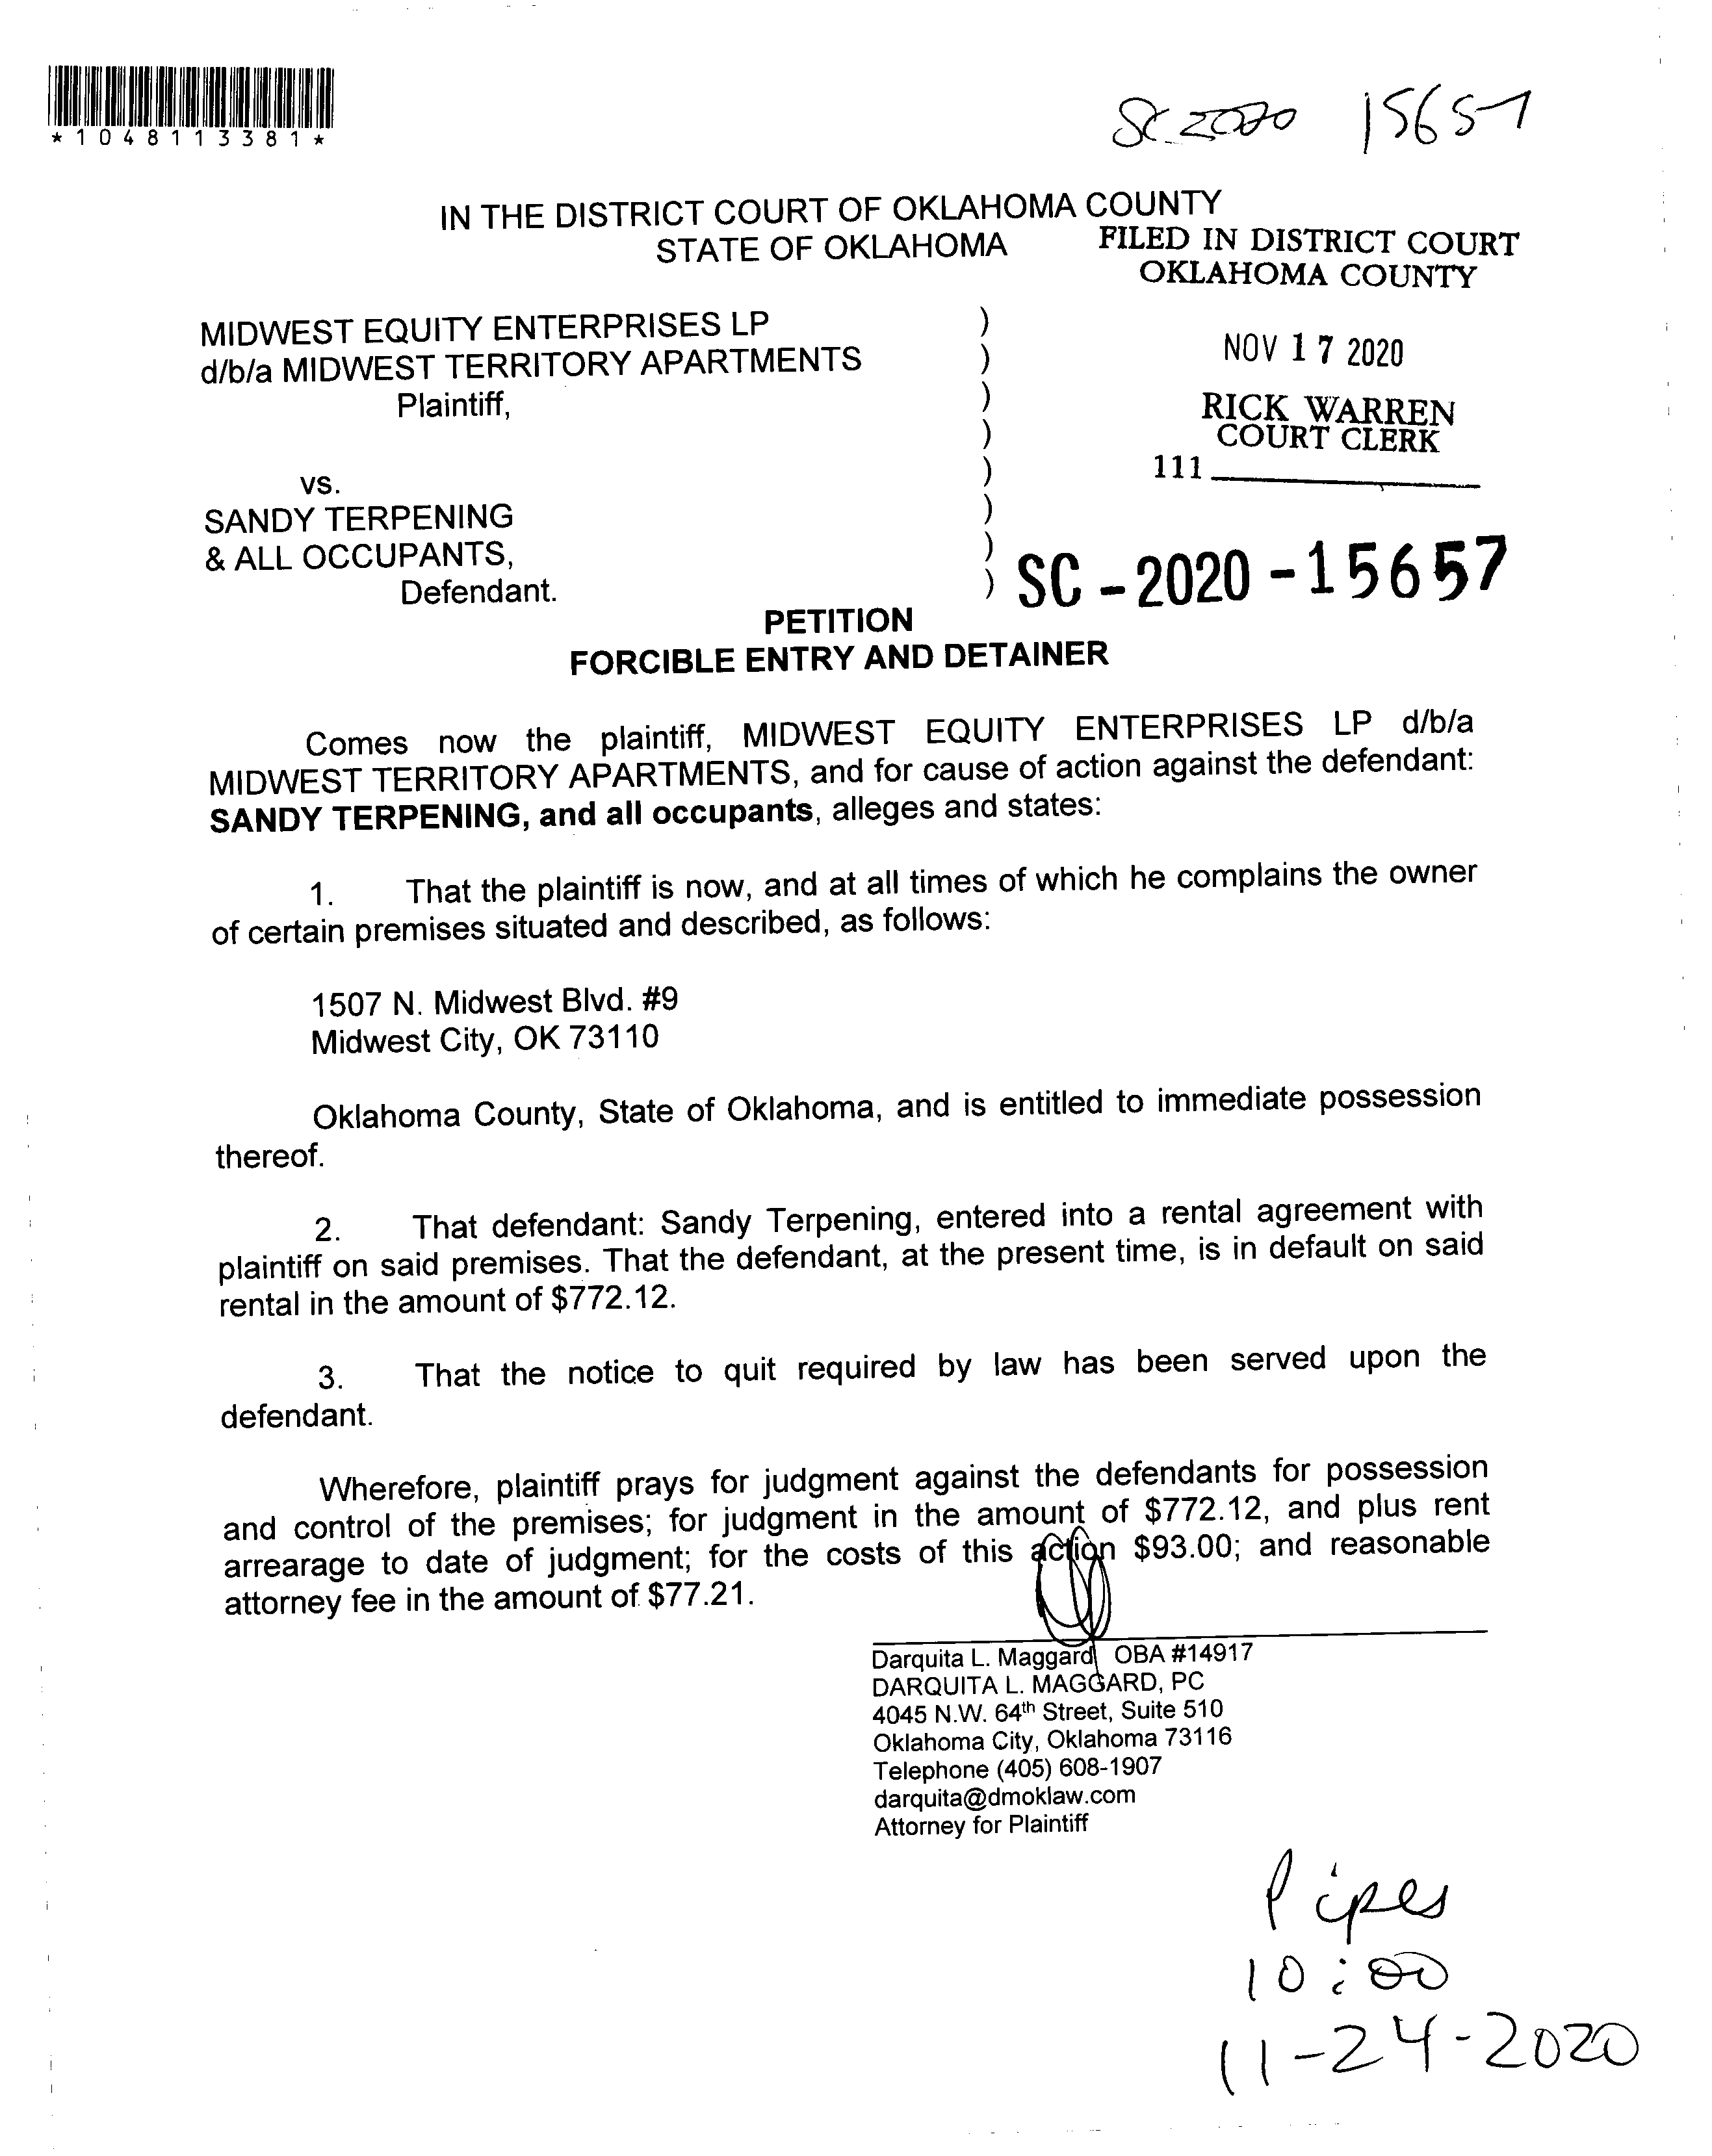 *1048113381*
SC 2020 15657
IN THE DISTRICT COURT OF OKLAHOMA COUNTY
STATE OF OKLAHOMA
FILED IN DISTRICT COURT
OKLAHOMA COUNTY
MIDWEST EQUITY ENTERPRISES LP )
d/b/a MIDWEST TERRITORY APARTMENTS )
Plaintiff, )
)
NOV 17 2020
RICK WARREN
COURT CLERK
111
vs. )
SANDY TERPENING )
& ALL OCCUPANTS, )
Defendant. )
SC - 2020 - 15657
PETITION
FORCIBLE ENTRY AND DETAINER
Comes now the plaintiff, MIDWEST EQUITY ENTERPRISES LP d/b/a
MIDWEST TERRITORY APARTMENTS, and for cause of action against the defendant:
SANDY TERPENING, and all occupants, alleges and states:
1. That the plaintiff is now, and at all times of which he complains the owner
of certain premises situated and described, as follows:
1507 N. Midwest Blvd. #9
Midwest City, OK 73110
Oklahoma County, State of Oklahoma, and is entitled to immediate possession
thereof.
2. That defendant: Sandy Terpening, entered into a rental agreement with
plaintiff on said premises. That the defendant, at the present time, is in default on said
rental in the amount of $772.12.
3. That the notice to quit required by law has been served upon the
defendant.
Wherefore, plaintiff prays for judgment against the defendants for possession
and control of the premises; for judgment in the amount of $772.12, and plus rent
arrearage to date of judgment; for the costs of this action $93.00; and reasonable
attorney fee in the amount of $77.21.
Darquita L. Maggard OBA #14917
DARQUITA L. MAGGARD, PC
4045 N.W. 64th Street, Suite 510
Oklahoma City, Oklahoma 73116
Telephone (405) 608-1907
darquita@dmoklaw.com
Attorney for Plaintiff
Pipes
10:00
11-24-2020